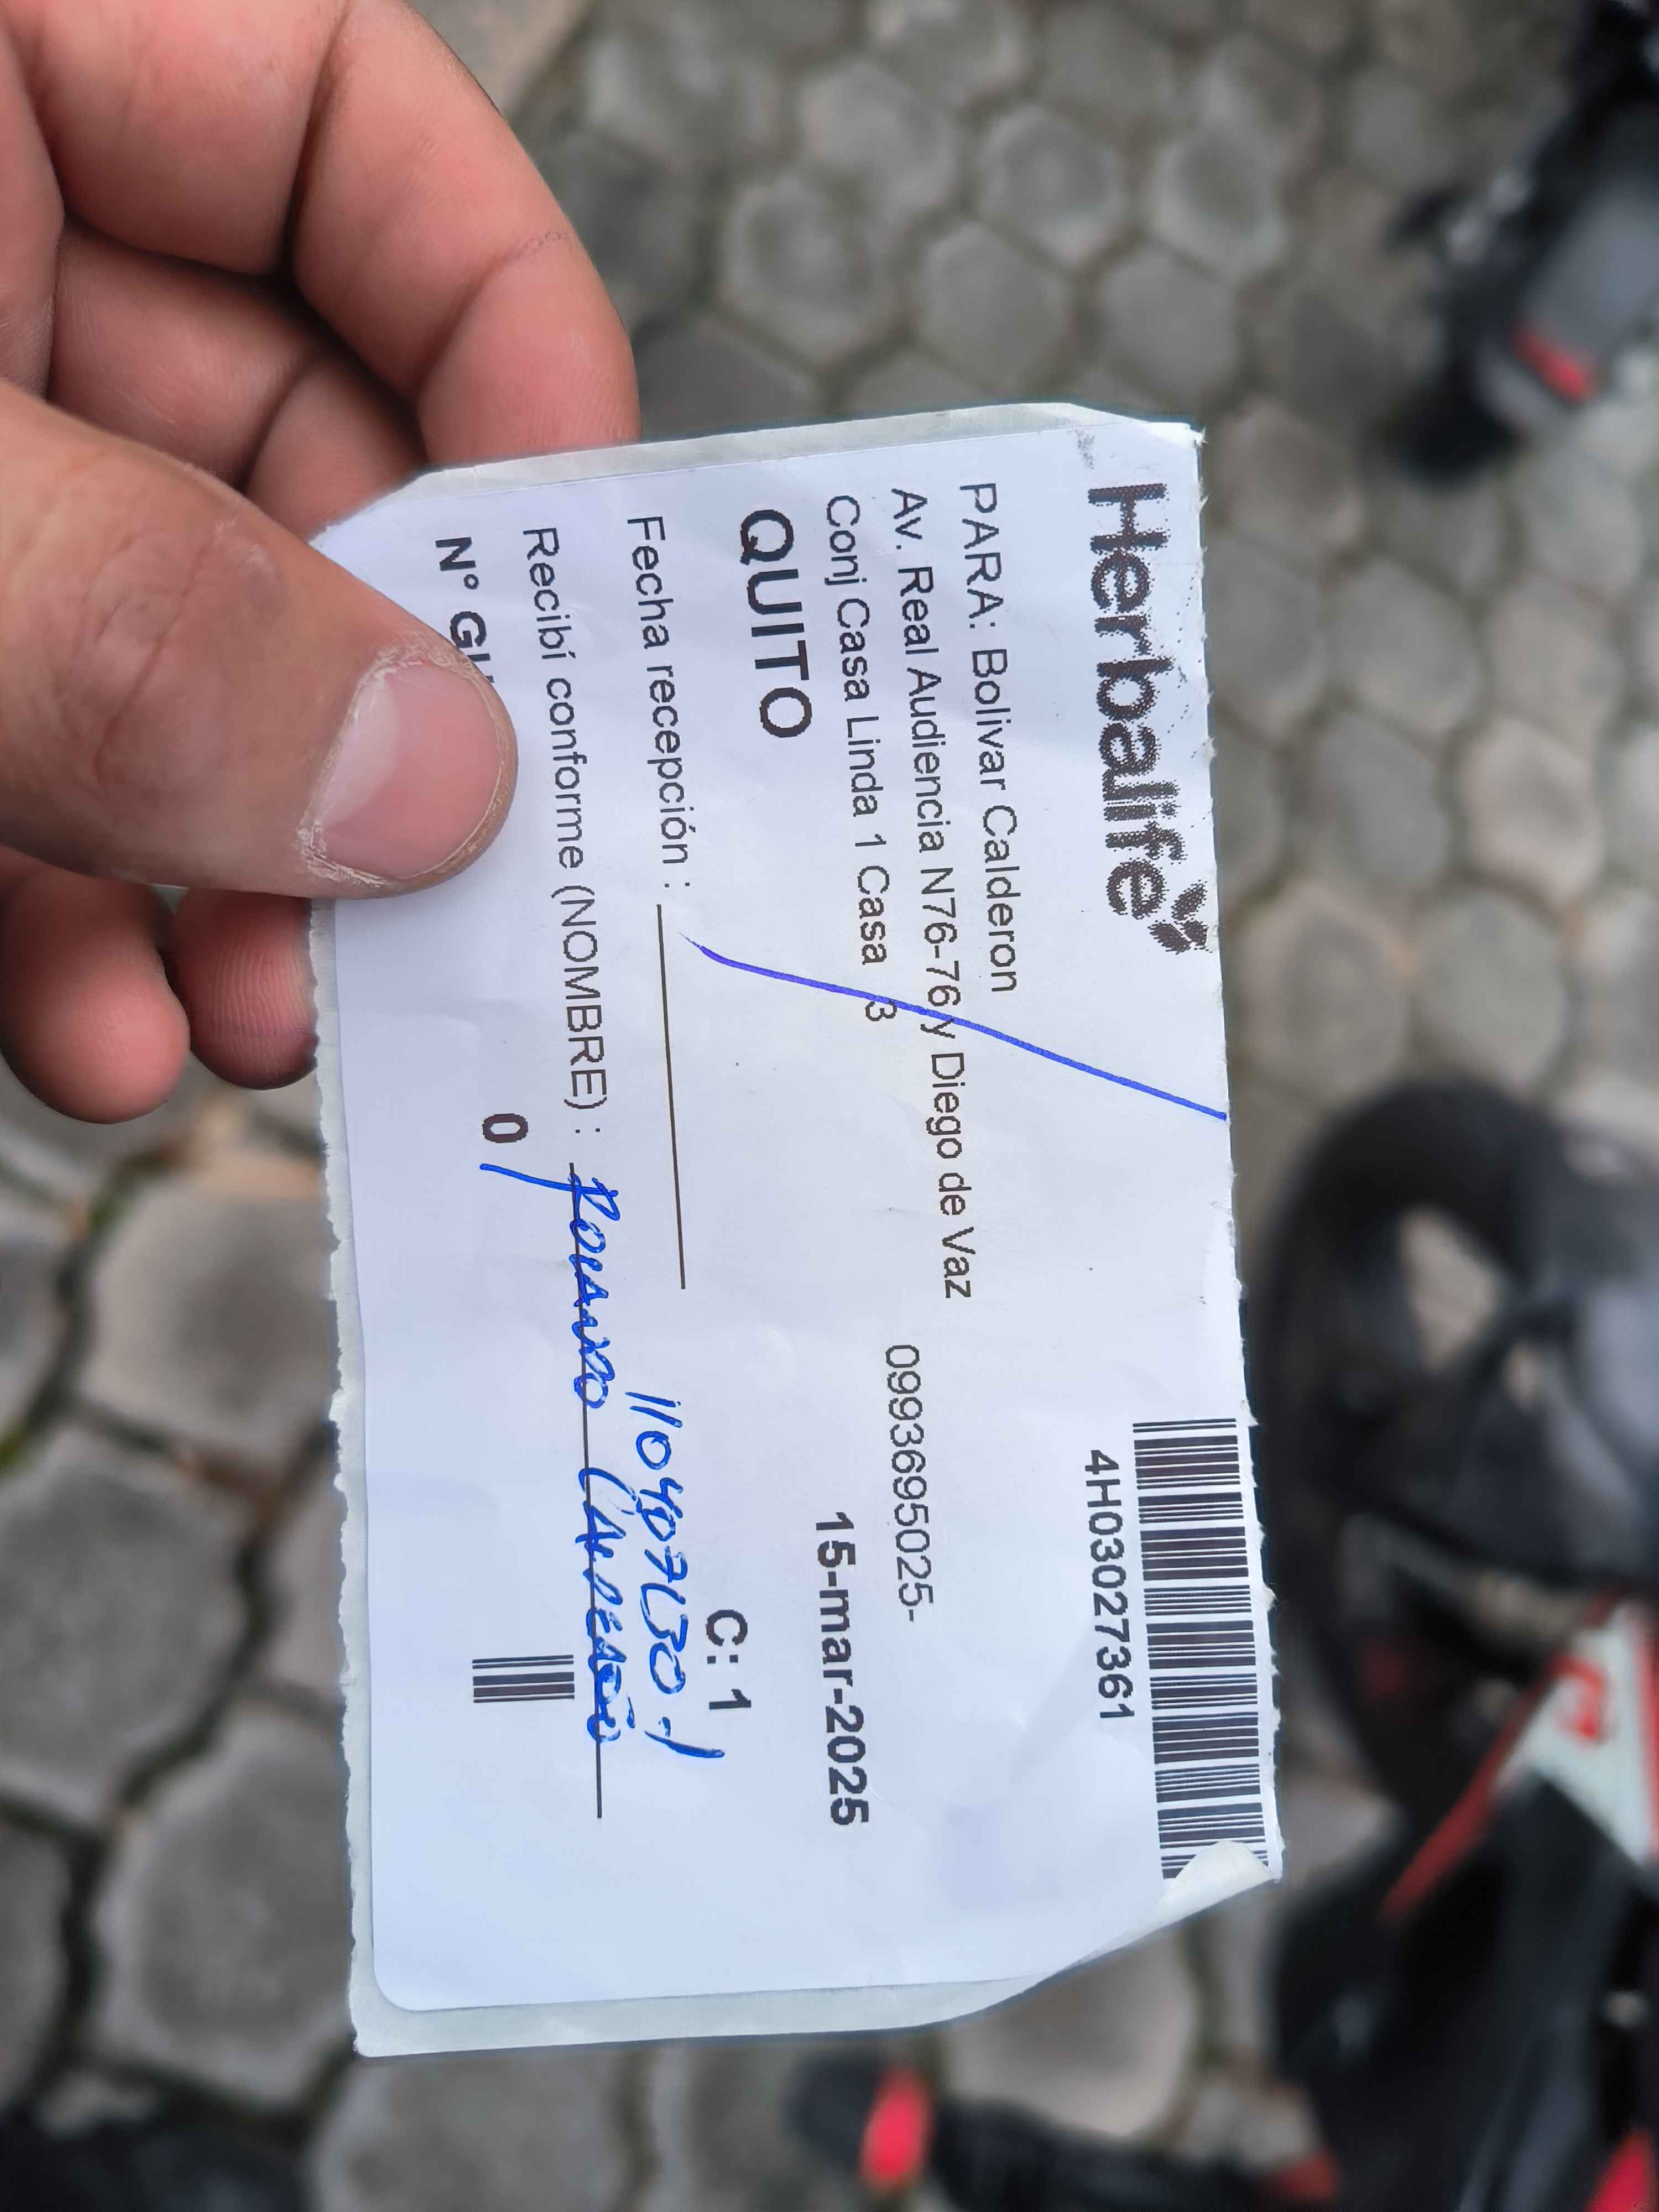 Herbalife
4H03027361
PARA: Bolivar Calderon
Av. Real Audiencia N76-76 y Diego de Vaz
0993695025-
Conj Casa Linda 1 Casa 3
15-mar-2025
QUITO
C: 1
Fecha recepción :
Recibí conforme (NOMBRE) :
N° GU
0